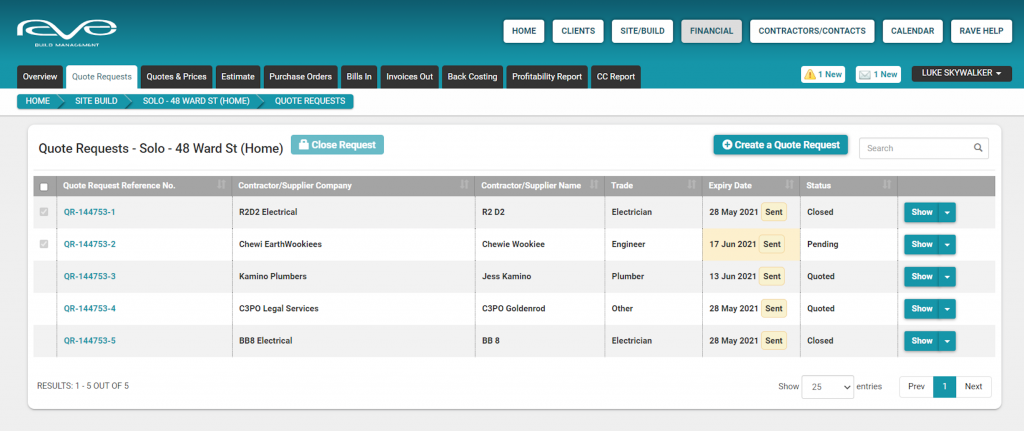 rave
BUILD MANAGEMENT
HOME CLIENTS SITE/BUILD FINANCIAL CONTRACTORS/CONTACTS CALENDAR RAVE HELP
Overview Quote Requests Quotes & Prices Estimate Purchase Orders Bills In Invoices Out Back Costing Profitability Report CC Report 1 New 1 New LUKE SKYWALKER
HOME SITE BUILD SOLO - 48 WARD ST (HOME) QUOTE REQUESTS
Quote Requests - Solo - 48 Ward St (Home) Close Request Create a Quote Request Search
Quote Request Reference No. Contractor/Supplier Company Contractor/Supplier Name Trade Expiry Date Status
QR-144753-1 R2D2 Electrical R2 D2 Electrician 28 May 2021 Sent Closed Show
QR-144753-2 Chewi EarthWookiees Chewie Wookiee Engineer 17 Jun 2021 Sent Pending Show
QR-144753-3 Kamino Plumbers Jess Kamino Plumber 13 Jun 2021 Sent Quoted Show
QR-144753-4 C3PO Legal Services C3PO Goldenrod Other 28 May 2021 Sent Quoted Show
QR-144753-5 BB8 Electrical BB 8 Electrician 28 May 2021 Sent Closed Show
RESULTS: 1 - 5 OUT OF 5 Show 25 entries Prev 1 Next